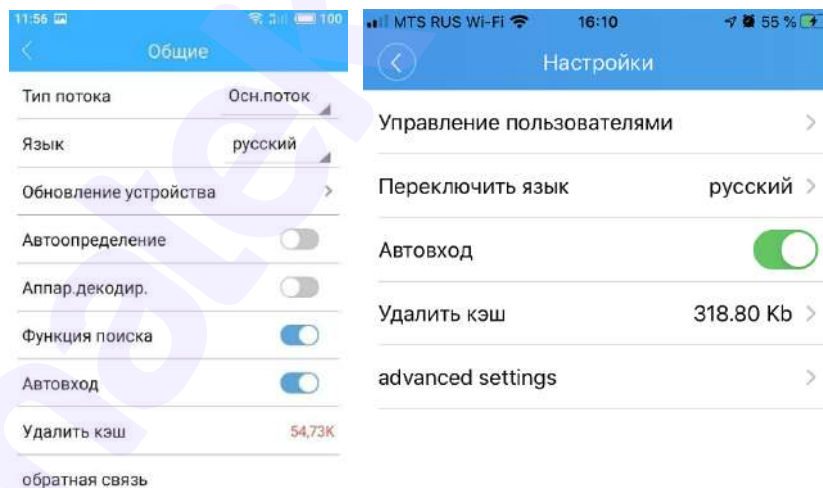 11:56 100
Общие
Тип потока Осн.поток
Язык русский
Обновление устройства
Автоопределение
Аппар.декодир.
Функция поиска
Автовход
Удалить кэш 54,73K
обратная связь
MTS RUS Wi-Fi 16:10 55 %
Настройки
Управление пользователями
Переключить язык русский
Автовход
Удалить кэш 318.80 Kb
advanced settings